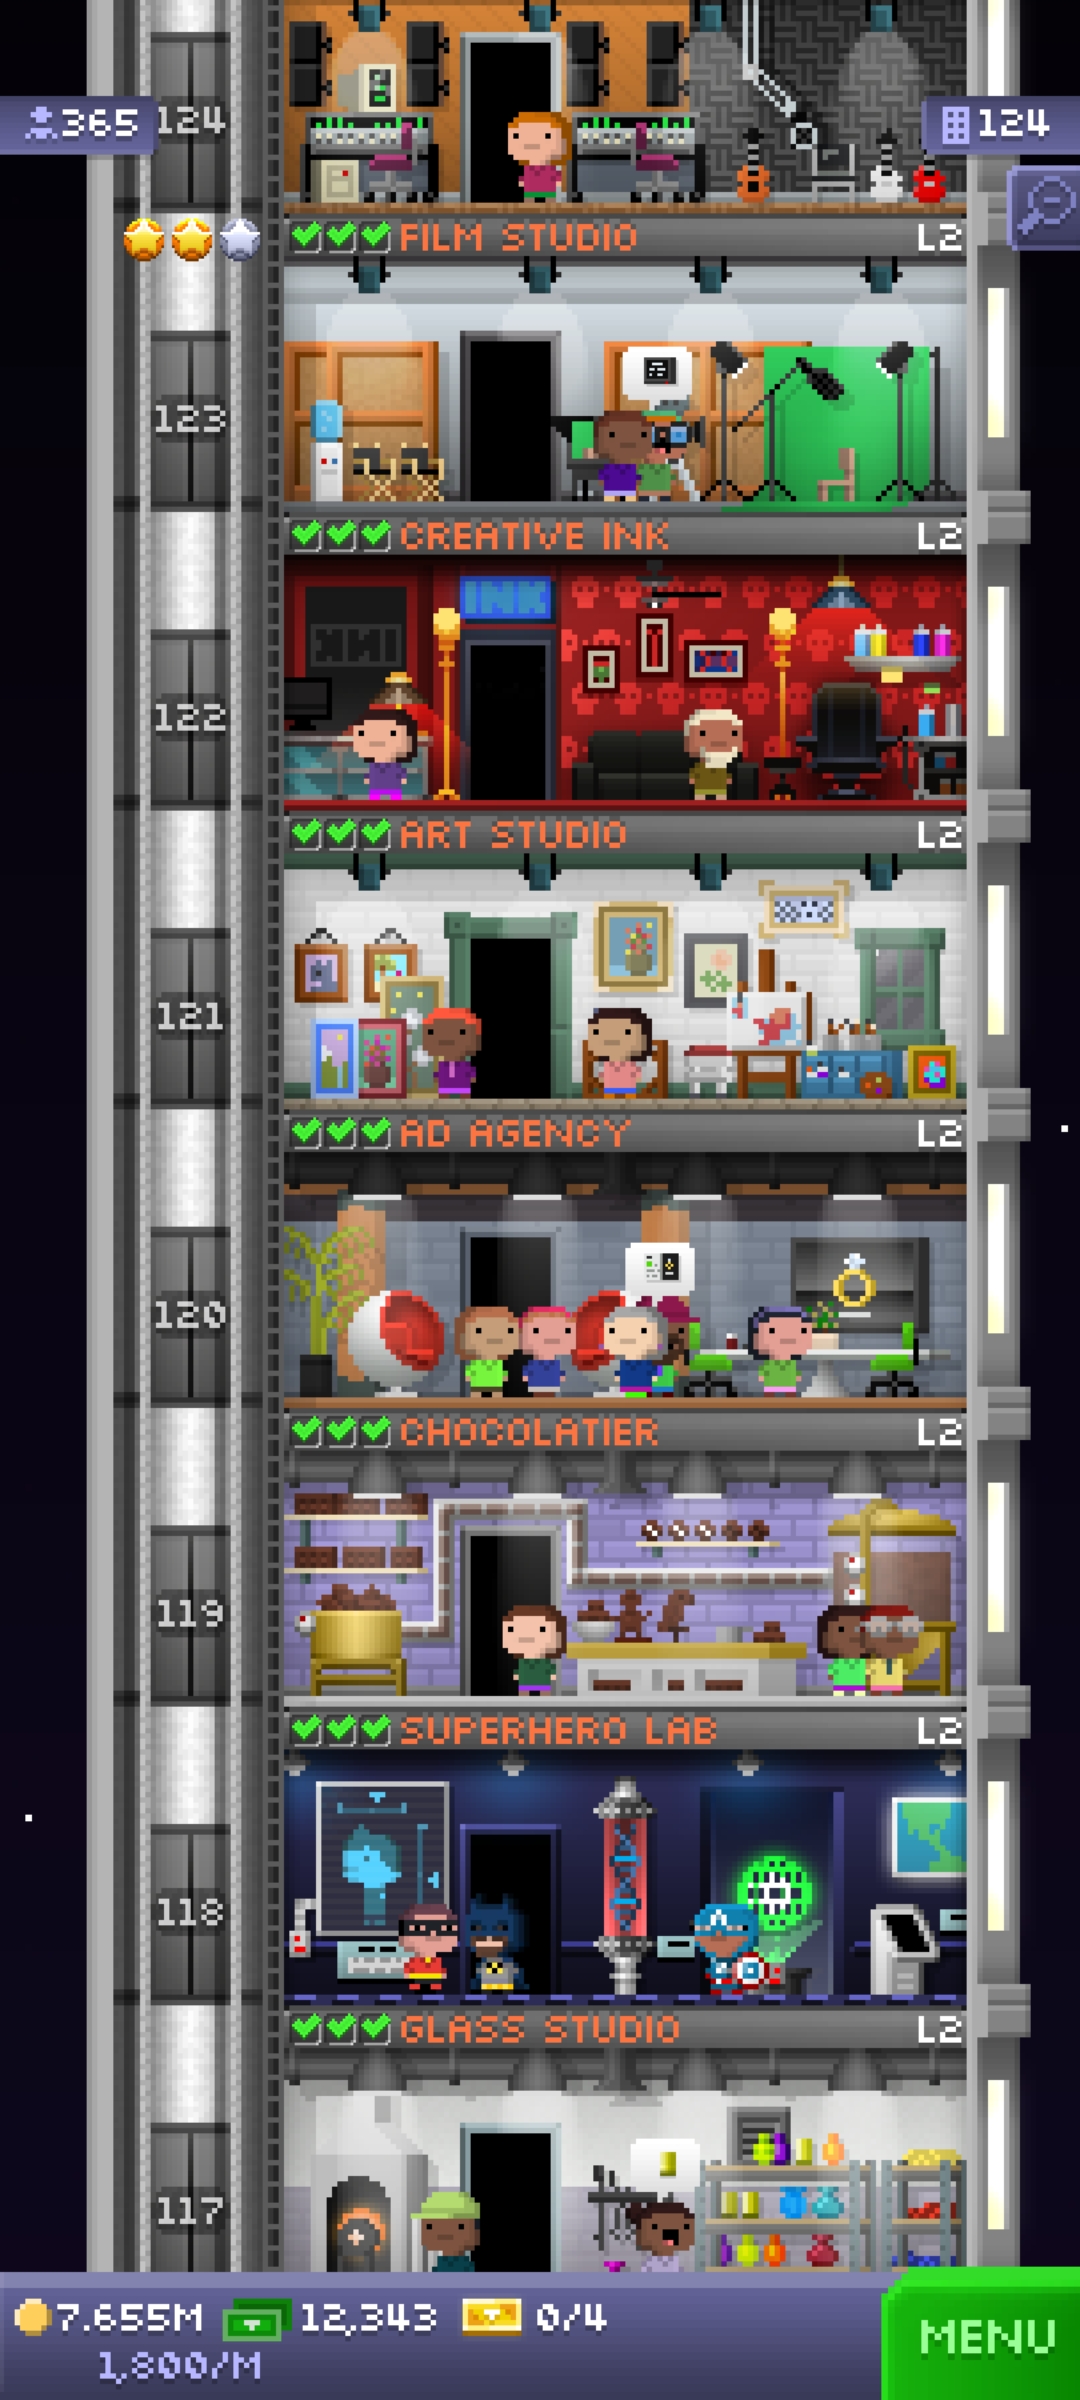 365
124
124
FILM STUDIO L2
123
CREATIVE INK L2
INK
INK
122
ART STUDIO L2
121
AD AGENCY L2
120
CHOCOLATIER L2
119
SUPERHERO LAB L2
118
GLASS STUDIO L2
117
7.655M 12,343 0/4
1,800/M
MENU